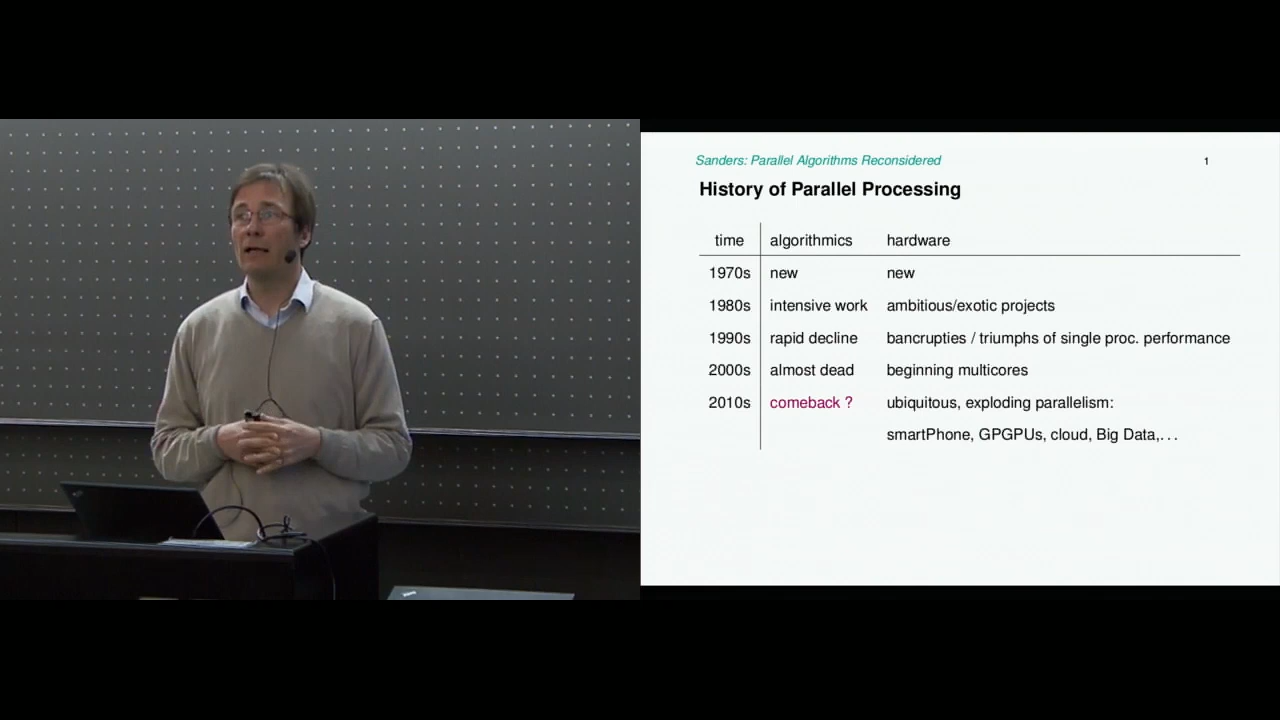 Sanders: Parallel Algorithms Reconsidered 1
History of Parallel Processing
time algorithmics hardware
1970s new new
1980s intensive work ambitious/exotic projects
1990s rapid decline bancrupties / triumphs of single proc. performance
2000s almost dead beginning multicores
2010s comeback ? ubiquitous, exploding parallelism:
smartPhone, GPGPUs, cloud, Big Data,. . .